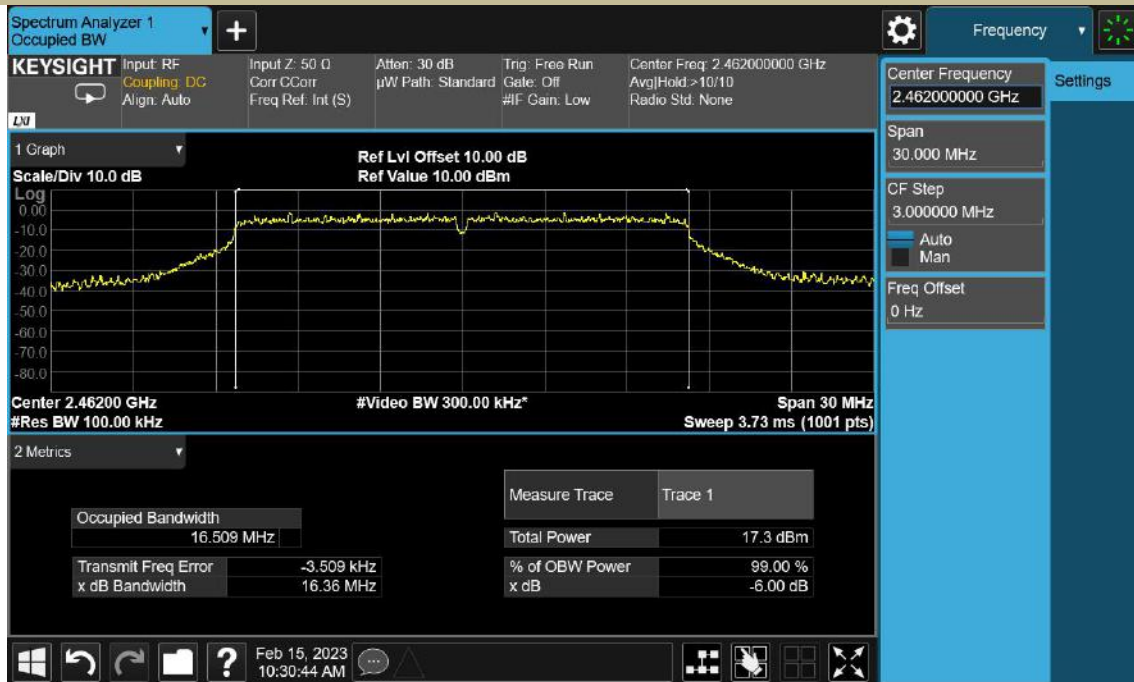 Spectrum Analyzer 1
Occupied BW
+
Frequency
KEYSIGHT
LXI
Input: RF
Coupling: DC
Align: Auto
Input Z: 50 Ω
Corr CCorr
Freq Ref: Int (S)
Atten: 30 dB
µW Path: Standard
Trig: Free Run
Gate: Off
#IF Gain: Low
Center Freq: 2.462000000 GHz
Avg|Hold:>10/10
Radio Std: None
Center Frequency
2.462000000 GHz
Settings
Span
30.000 MHz
CF Step
3.000000 MHz
Auto
Man
Freq Offset
0 Hz
1 Graph
Scale/Div 10.0 dB
Ref Lvl Offset 10.00 dB
Ref Value 10.00 dBm
Log
0.00
-10.0
-20.0
-30.0
-40.0
-50.0
-60.0
-70.0
-80.0
Center 2.46200 GHz
#Video BW 300.00 kHz*
Span 30 MHz
#Res BW 100.00 kHz
Sweep 3.73 ms (1001 pts)
2 Metrics
Occupied Bandwidth
16.509 MHz
Transmit Freq Error -3.509 kHz
x dB Bandwidth 16.36 MHz
Measure Trace Trace 1
Total Power 17.3 dBm
% of OBW Power 99.00 %
x dB -6.00 dB
?
Feb 15, 2023
10:30:44 AM